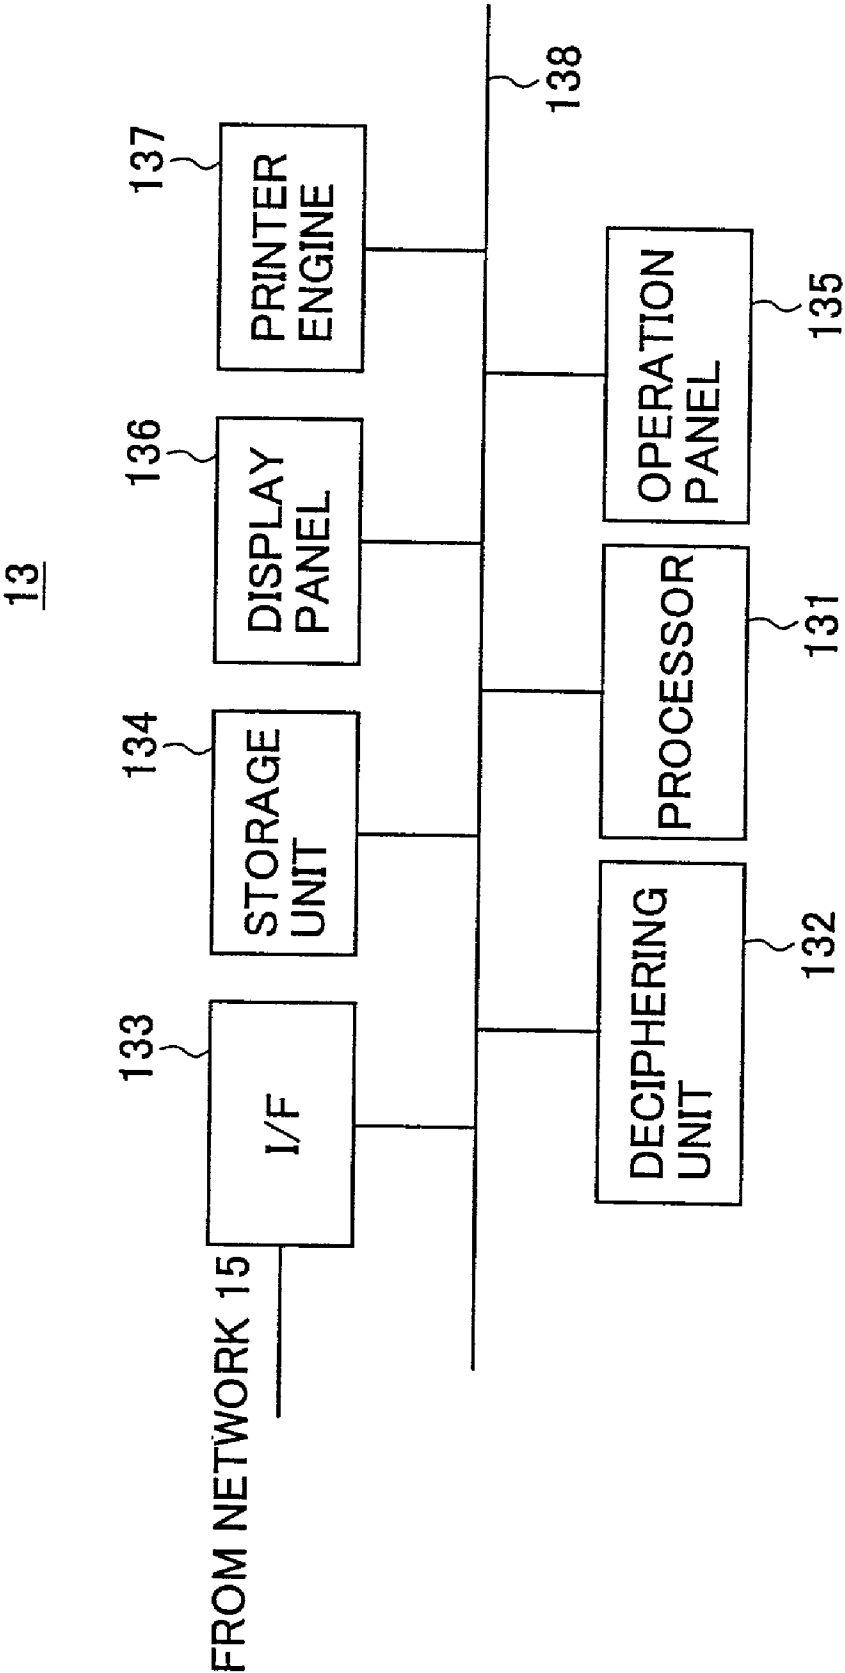 13
133
134
136
137
FROM NETWORK 15
I/F
STORAGE
UNIT
DISPLAY
PANEL
PRINTER
ENGINE
138
DECIPHERING
UNIT
PROCESSOR
OPERATION
PANEL
132
131
135